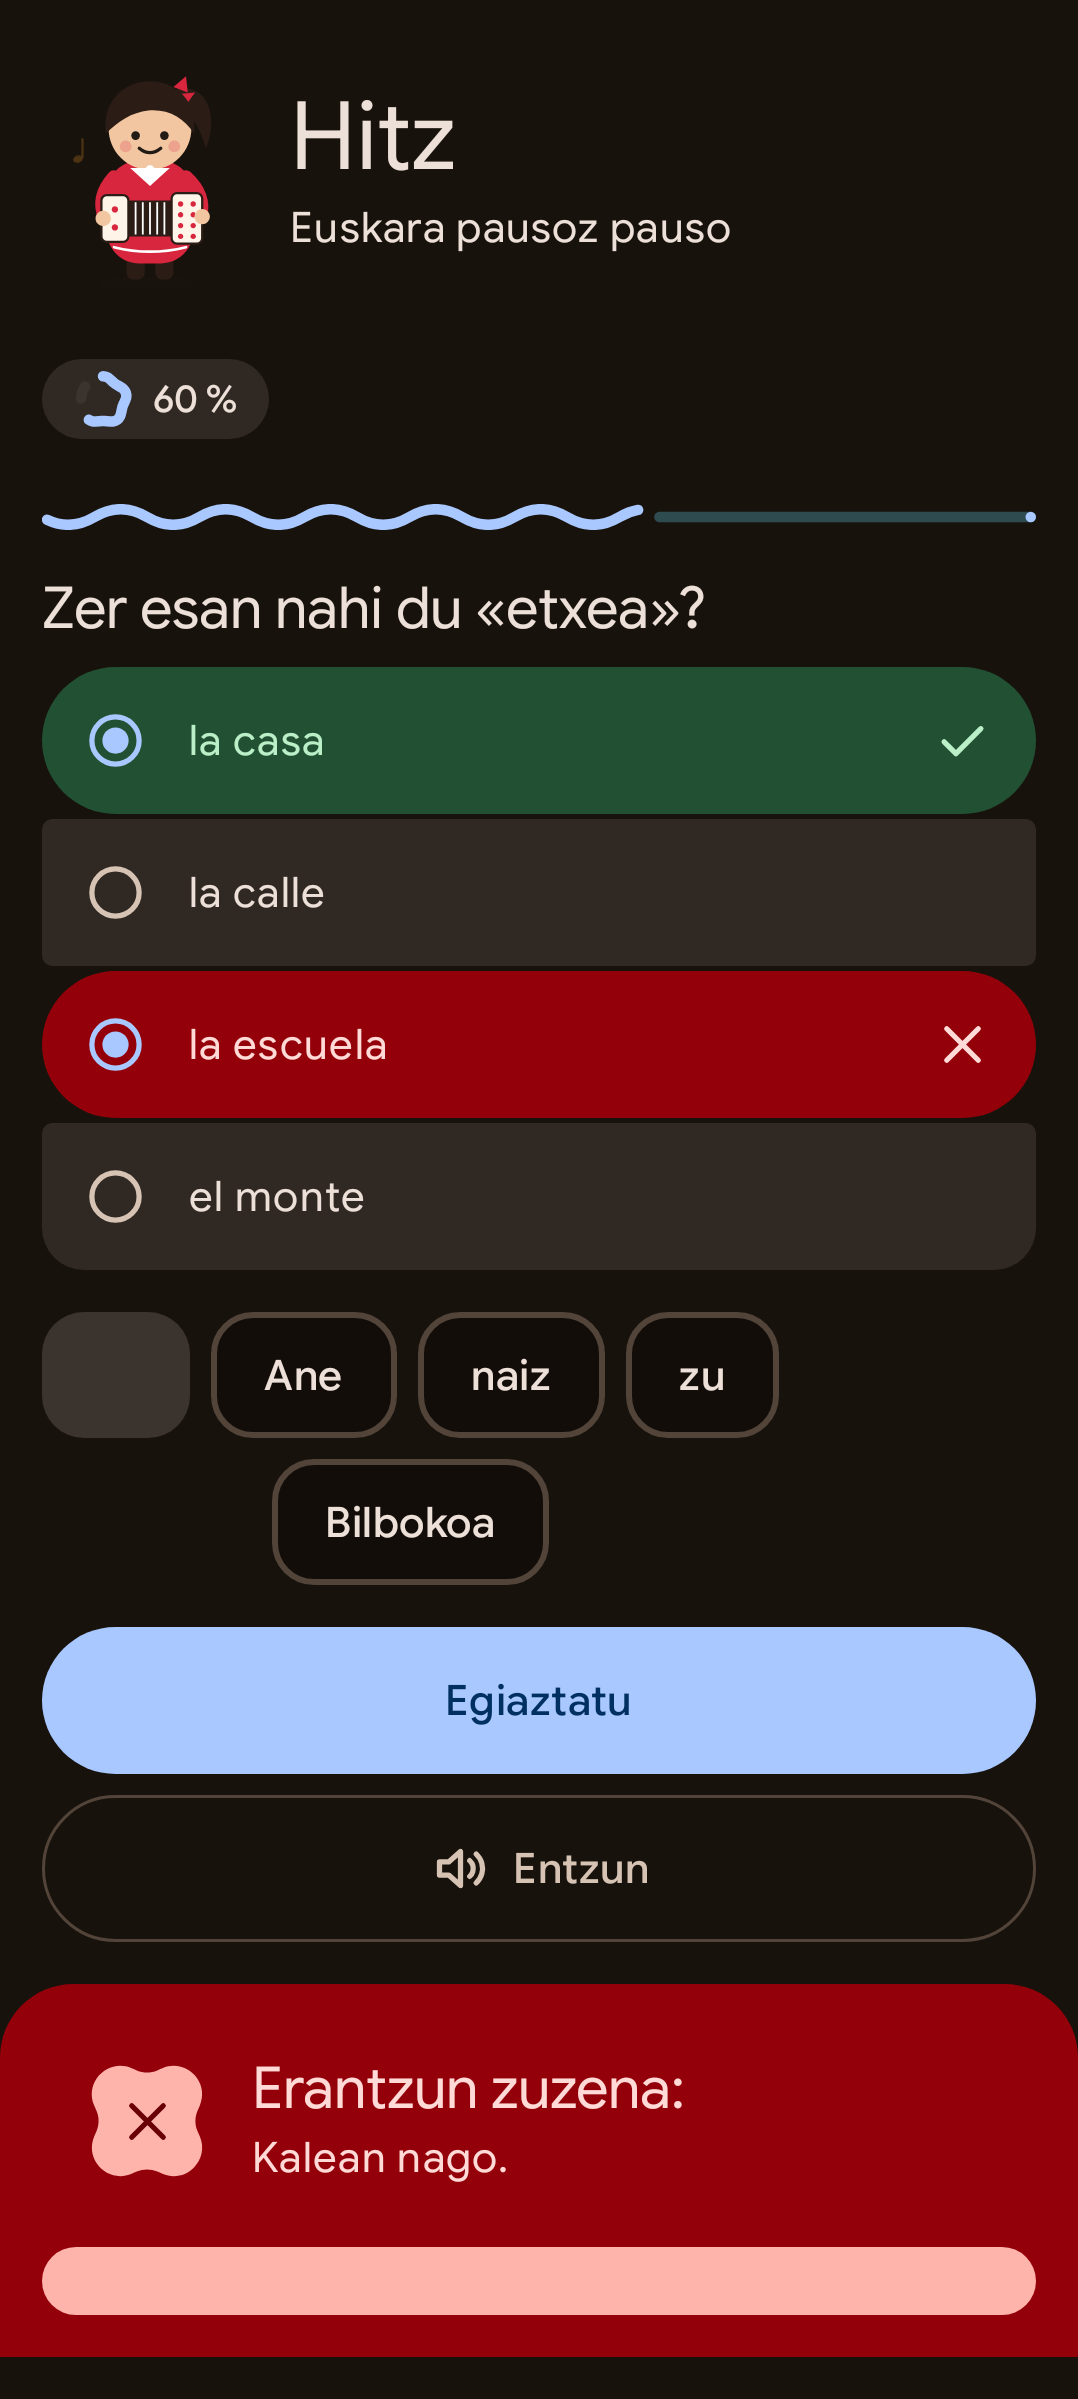 Hitz
Euskara pausoz pauso
60 %
Zer esan nahi du «etxea»?
la casa
la calle
la escuela
el monte
Ane naiz zu
Bilbokoa
Egiaztatu
Entzun
Erantzun zuzena:
Kalean nago.